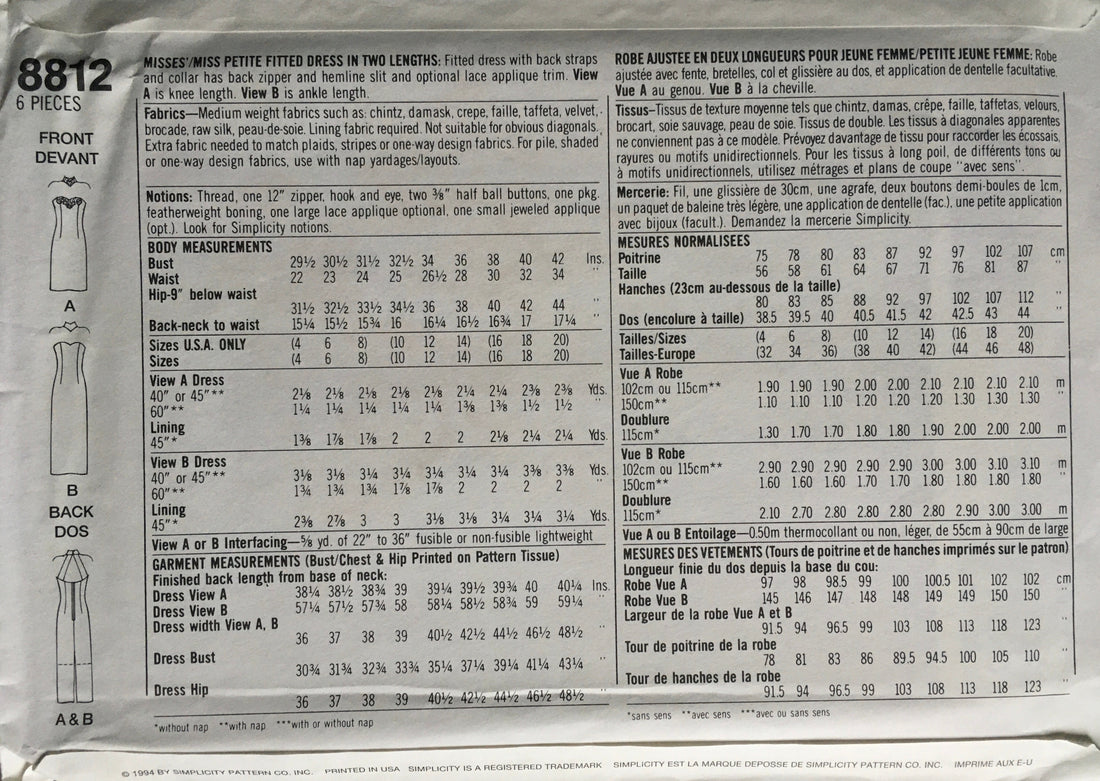 8812
6 PIECES
FRONT
DEVANT
A
B
BACK
DOS
A & B
MISSES'/MISS PETITE FITTED DRESS IN TWO LENGTHS: Fitted dress with back straps
and collar has back zipper and hemline slit and optional lace applique trim. View
A is knee length. View B is ankle length.
Fabrics—Medium weight fabrics such as: chintz, damask, crepe, faille, taffeta, velvet,
brocade, raw silk, peau-de-soie. Lining fabric required. Not suitable for obvious diagonals.
Extra fabric needed to match plaids, stripes or one-way design fabrics. For pile, shaded
or one-way design fabrics, use with nap yardages/layouts.
Notions: Thread, one 12" zipper, hook and eye, two ⅜" half ball buttons, one pkg.
featherweight boning, one large lace applique optional, one small jeweled applique
(opt.). Look for Simplicity notions.
BODY MEASUREMENTS
Bust 29½ 30½ 31½ 32½ 34 36 38 40 42 Ins.
Waist 22 23 24 25 26½ 28 30 32 34 "
Hip-9" below waist
31½ 32½ 33½ 34½ 36 38 40 42 44 "
Back-neck to waist 15¼ 15½ 15¾ 16 16¼ 16½ 16¾ 17 17¼ "
Sizes U.S.A. ONLY (4 6 8) (10 12 14) (16 18 20)
Sizes (4 6 8) (10 12 14) (16 18 20)
View A Dress
40" or 45"** 2⅛ 2⅛ 2⅛ 2⅛ 2⅛ 2¼ 2¼ 2⅜ 2⅜ Yds.
60"** 1¼ 1¼ 1¼ 1¼ 1¼ 1⅜ 1⅜ 1½ 1½ "
Lining
45"* 1⅜ 1⅞ 1⅞ 2 2 2 2⅛ 2¼ 2¼ Yds.
View B Dress
40" or 45"** 3⅛ 3⅛ 3¼ 3¼ 3¼ 3¼ 3¼ 3⅜ 3⅜ Yds.
60"** 1¾ 1¾ 1¾ 1⅞ 1⅞ 2 2 2 2 "
Lining
45"* 2⅜ 2⅞ 3 3 3⅛ 3⅛ 3¼ 3¼ 3¼ Yds.
View A or B Interfacing—⅝ yd. of 22" to 36" fusible or non-fusible lightweight
GARMENT MEASUREMENTS (Bust/Chest & Hip Printed on Pattern Tissue)
Finished back length from base of neck:
Dress View A 38¼ 38½ 38¾ 39 39¼ 39½ 39¾ 40 40¼ Ins.
Dress View B 57¼ 57½ 57¾ 58 58¼ 58½ 58¾ 59 59¼ "
Dress width View A, B
36 37 38 39 40½ 42½ 44½ 46½ 48½ "
Dress Bust
30¾ 31¾ 32¾ 33¾ 35¼ 37¼ 39¼ 41¼ 43¼ "
Dress Hip
36 37 38 39 40½ 42½ 44½ 46½ 48½ "
*without nap **with nap ***with or without nap
ROBE AJUSTEE EN DEUX LONGUEURS POUR JEUNE FEMME/PETITE JEUNE FEMME: Robe
ajustée avec fente, bretelles, col et glissière au dos, et application de dentelle facultative.
Vue A au genou. Vue B à la cheville.
Tissus–Tissus de texture moyenne tels que chintz, damas, crêpe, faille, taffetas, velours,
brocart, soie sauvage, peau de soie. Tissus de double. Les tissus à diagonales apparentes
ne conviennent pas à ce modèle. Prévoyez davantage de tissu pour raccorder les écossais,
rayures ou motifs unidirectionnels. Pour les tissus à long poil, de différents tons ou
à motifs unidirectionnels, utilisez métrages et plans de coupe "avec sens".
Mercerie: Fil, une glissière de 30cm, une agrafe, deux boutons demi-boules de 1cm,
un paquet de baleine très légère, une application de dentelle (fac.), une petite application
avec bijoux (facult.). Demandez la mercerie Simplicity.
MESURES NORMALISEES
Poitrine 75 78 80 83 87 92 97 102 107 cm
Taille 56 58 61 64 67 71 76 81 87 "
Hanches (23cm au-dessous de la taille)
80 83 85 88 92 97 102 107 112 "
Dos (encolure à taille) 38.5 39.5 40 40.5 41.5 42 42.5 43 44 "
Tailles/Sizes (4 6 8) (10 12 14) (16 18 20)
Tailles-Europe (32 34 36) (38 40 42) (44 46 48)
Vue A Robe
102cm ou 115cm** 1.90 1.90 1.90 2.00 2.00 2.10 2.10 2.10 2.10 m
150cm** 1.10 1.10 1.10 1.20 1.20 1.20 1.30 1.30 1.30 "
Doublure
115cm* 1.30 1.70 1.70 1.80 1.80 1.90 2.00 2.00 2.00 m
Vue B Robe
102cm ou 115cm** 2.90 2.90 2.90 2.90 2.90 3.00 3.00 3.10 3.10 m
150cm** 1.60 1.60 1.60 1.70 1.80 1.80 1.80 1.80 1.80 "
Doublure
115cm* 2.10 2.70 2.80 2.80 2.80 2.80 2.90 3.00 3.00 m
Vue A ou B Entoilage–0.50m thermocollant ou non, léger, de 55cm à 90cm de large
MESURES DES VETEMENTS (Tours de poitrine et de hanches imprimés sur le patron)
Longueur finie du dos depuis la base du cou:
Robe Vue A 97 98 98.5 99 100 100.5 101 102 102 cm
Robe Vue B 145 146 147 148 148 149 149 150 150 "
Largeur de la robe Vue A et B
91.5 94 96.5 99 103 108 113 118 123 "
Tour de poitrine de la robe
78 81 83 86 89.5 94.5 100 105 110 "
Tour de hanches de la robe
91.5 94 96.5 99 103 108 113 118 123 "
*sans sens **avec sens ***avec ou sans sens
© 1994 BY SIMPLICITY PATTERN CO. INC. PRINTED IN USA SIMPLICITY IS A REGISTERED TRADEMARK SIMPLICITY EST LA MARQUE DEPOSEE DE SIMPLICITY PATTERN CO. INC. IMPRIME AUX E-U